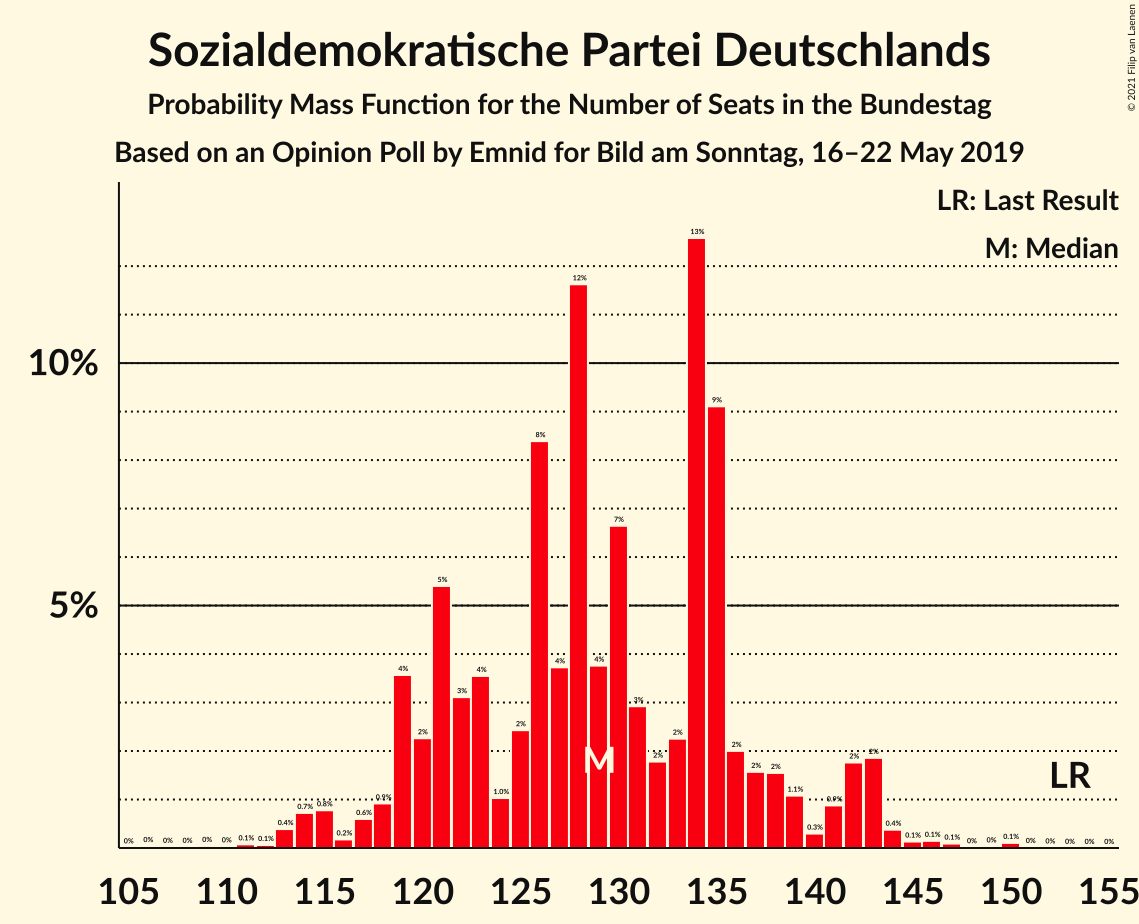 Sozialdemokratische Partei Deutschlands
Probability Mass Function for the Number of Seats in the Bundestag
Based on an Opinion Poll by Emnid for Bild am Sonntag, 16–22 May 2019
© 2021 Filip van Laenen
LR: Last Result
M: Median
10%
5%
0% 0% 0% 0% 0% 0% 0.1% 0.1% 0.4% 0.7% 0.8% 0.2% 0.6% 0.9% 4% 2% 5% 3% 4% 1.0% 2% 8% 4% 12% 4% 7% 3% 2% 2% 13% 9% 2% 2% 2% 1.1% 0.3% 0.9% 2% 2% 0.4% 0.1% 0.1% 0.1% 0% 0% 0.1% 0% 0% 0% 0% 0%
M
LR
105 110 115 120 125 130 135 140 145 150 155